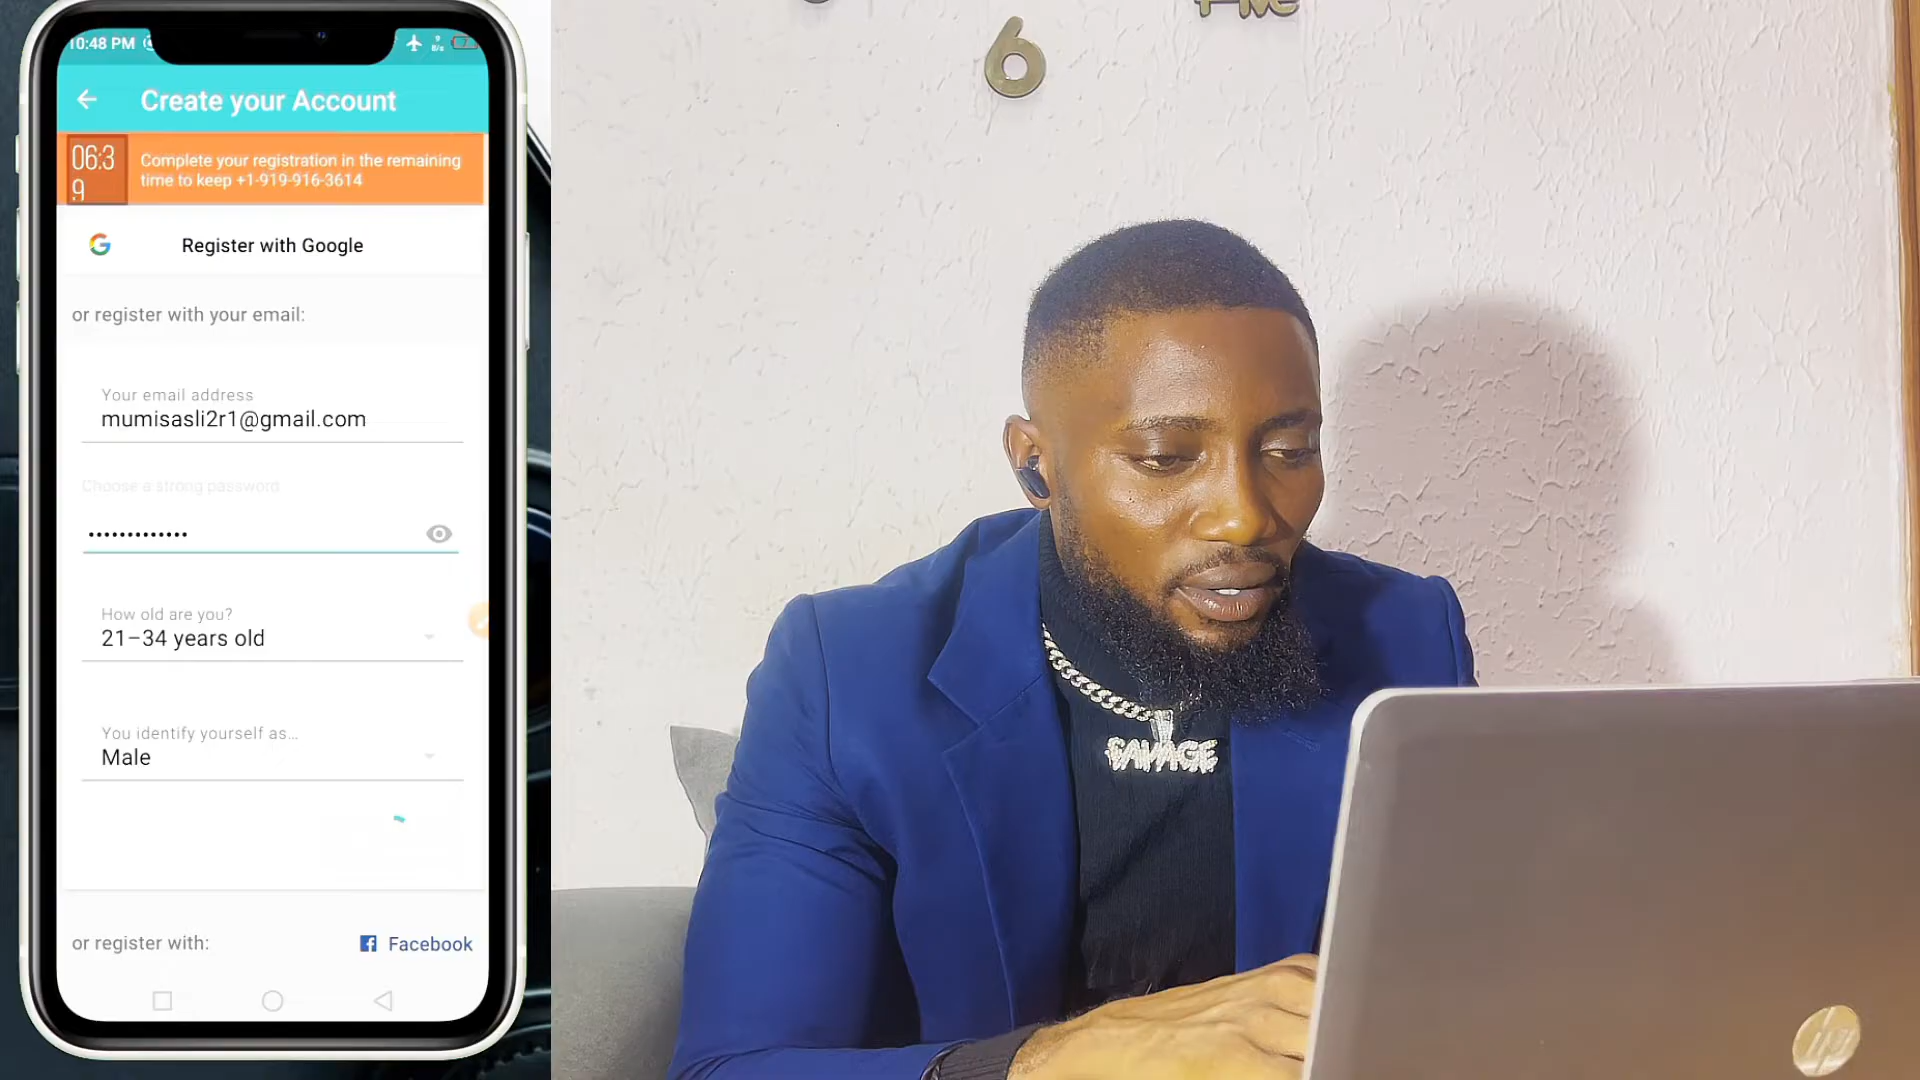 10:48 PM
Create your Account
06:3
9
Complete your registration in the remaining
time to keep +1-919-916-3614
Register with Google
or register with your email:
Your email address
mumisasli2r1@gmail.com
Choose a strong password
•••••••••••••
How old are you?
21–34 years old
You identify yourself as...
Male
or register with:
Facebook
Five
6
SAVAGE
hp